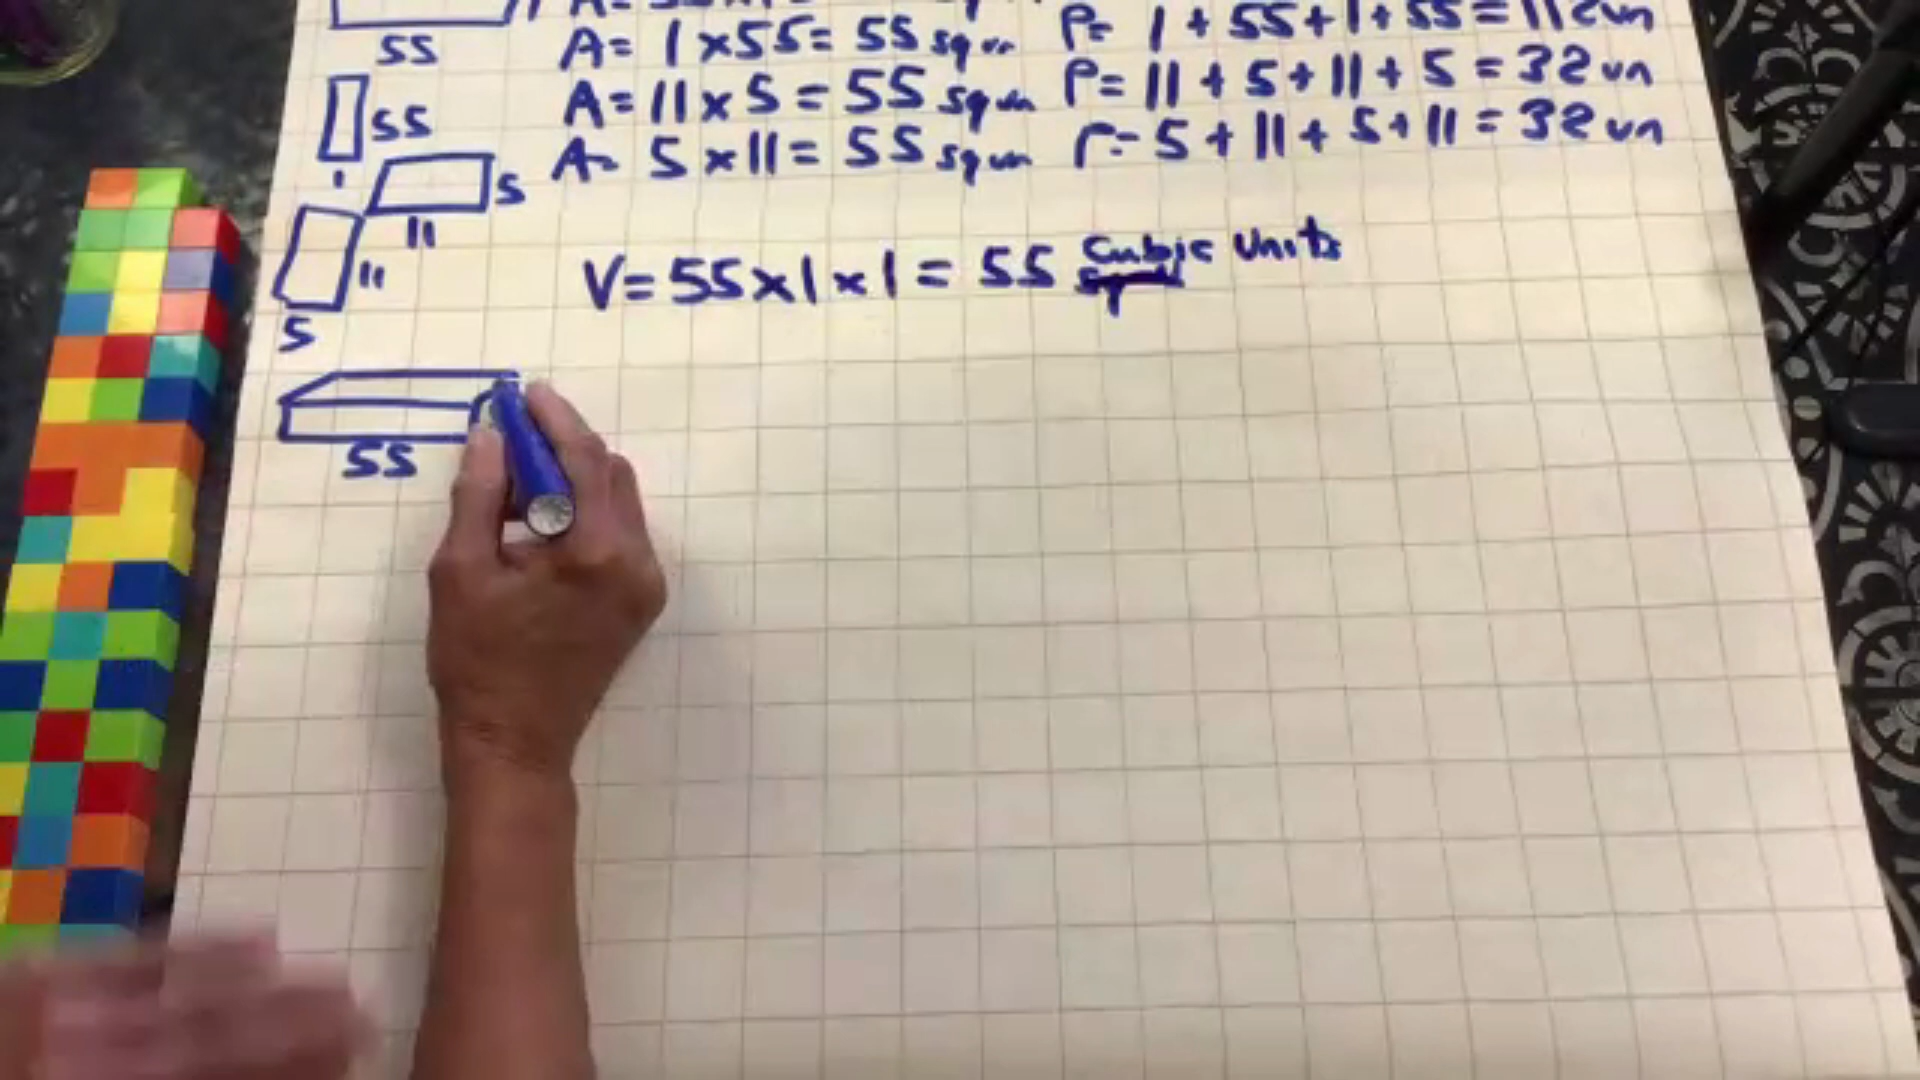 55
A= 1 x 55 = 55 sq un P= 1 + 55 + 1 + 55 = 112 un
55
1
A= 11 x 5 = 55 sq un P= 11 + 5 + 11 + 5 = 32 un
A= 5 x 11 = 55 sq un P= 5 + 11 + 5 + 11 = 32 un
5
11
11
5
V= 55 x 1 x 1 = 55 Cubic Units
55